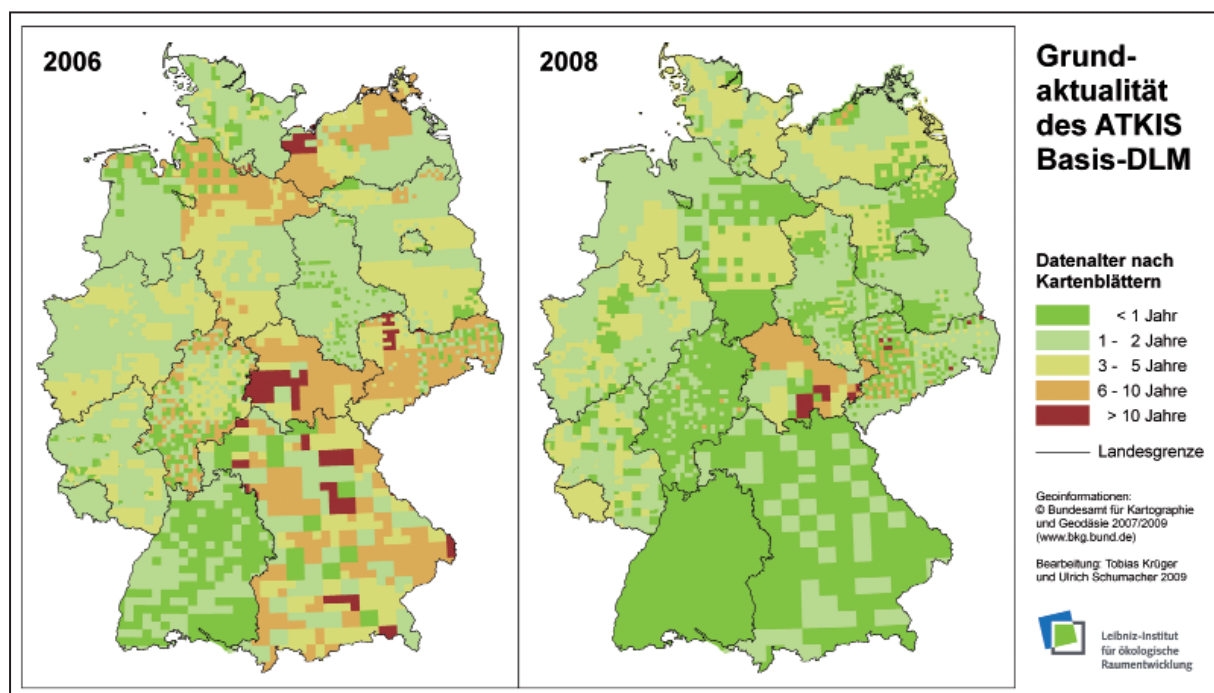 2006
2008
Grund-
aktualität
des ATKIS
Basis-DLM
Datenalter nach
Kartenblättern
< 1 Jahr
1 - 2 Jahre
3 - 5 Jahre
6 - 10 Jahre
> 10 Jahre
Landesgrenze
Geoinformationen:
© Bundesamt für Kartographie
und Geodäsie 2007/2009
(www.bkg.bund.de)
Bearbeitung: Tobias Krüger
und Ulrich Schumacher 2009
Leibniz-Institut
für ökologische
Raumentwicklung